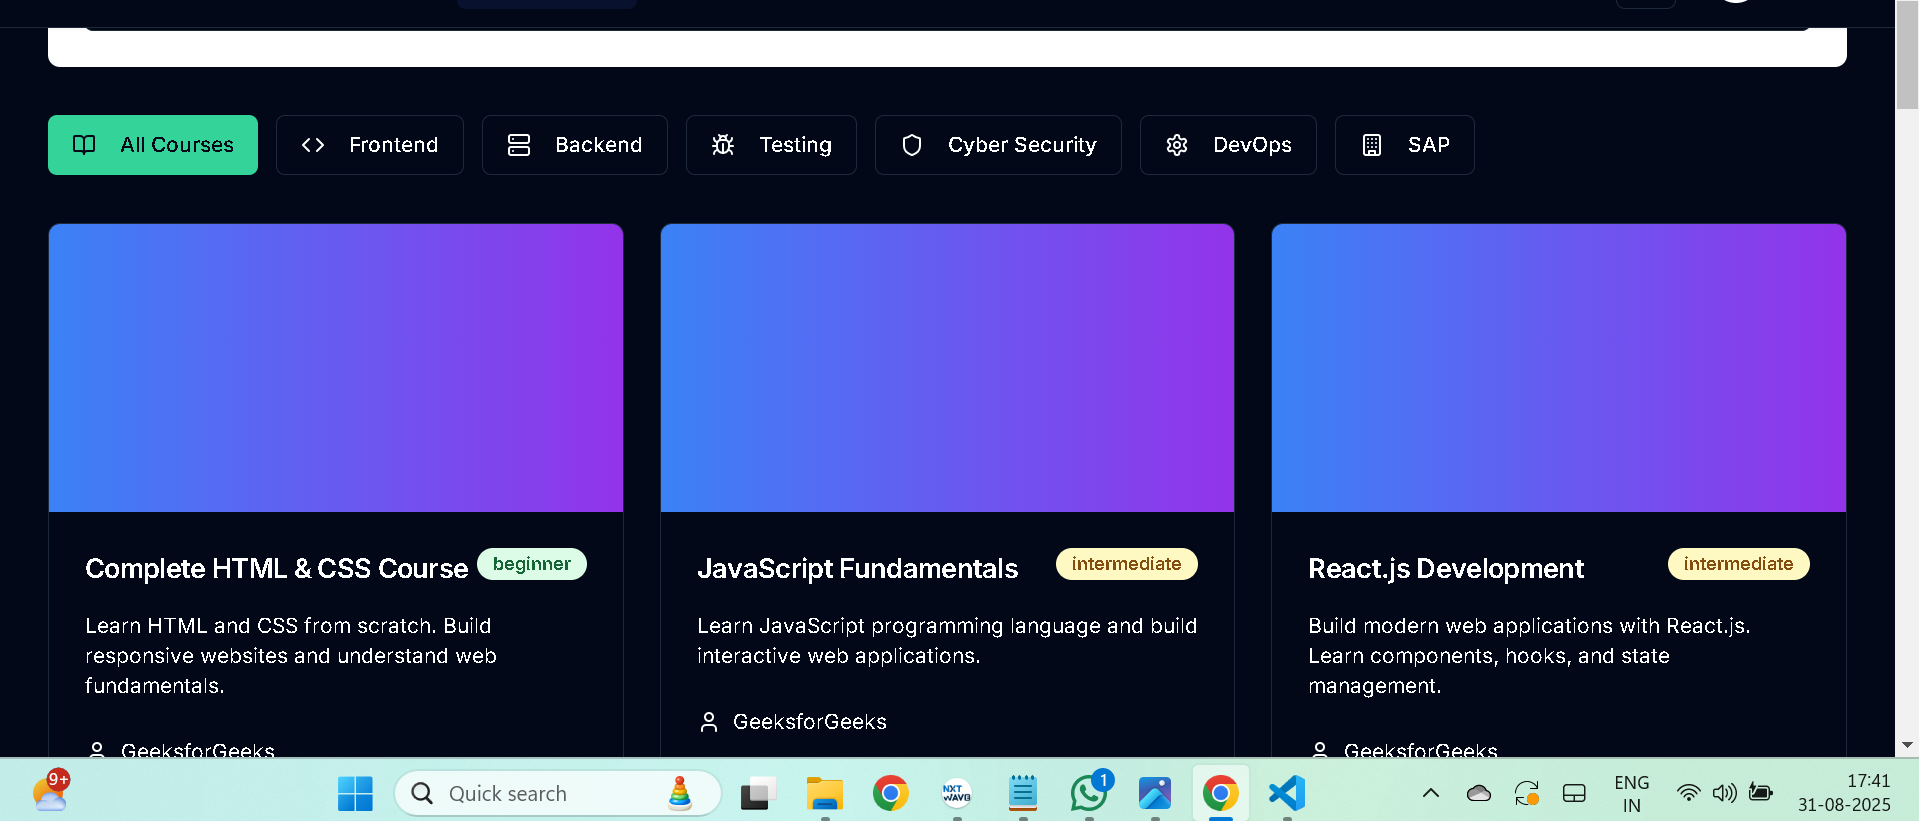 All Courses
Frontend
Backend
Testing
Cyber Security
DevOps
SAP
Complete HTML & CSS Course
beginner
Learn HTML and CSS from scratch. Build
responsive websites and understand web
fundamentals.
GeeksforGeeks
JavaScript Fundamentals
intermediate
Learn JavaScript programming language and build
interactive web applications.
GeeksforGeeks
React.js Development
intermediate
Build modern web applications with React.js.
Learn components, hooks, and state
management.
GeeksforGeeks
9+
Quick search
NXT
WAVE
1
ENG
IN
17:41
31-08-2025